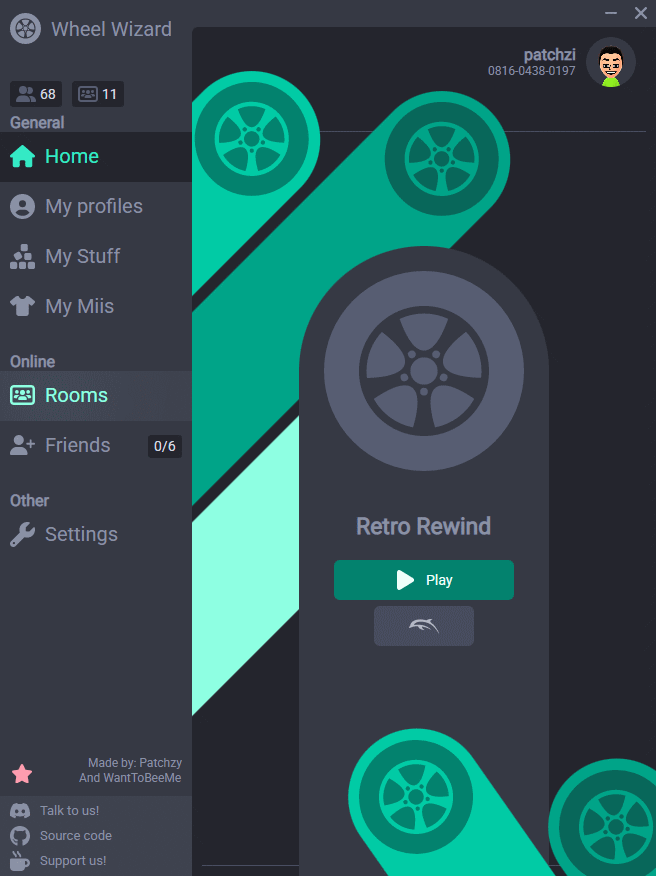 Wheel Wizard
patchzi
0816-0438-0197
68
11
General
Home
My profiles
My Stuff
My Miis
Online
Rooms
Friends
0/6
Other
Settings
Retro Rewind
Play
Made by: Patchzy
And WantToBeeMe
Talk to us!
Source code
Support us!